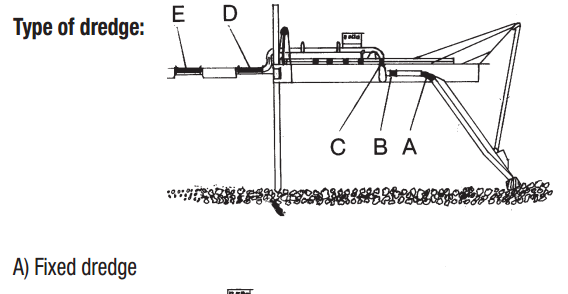 Type of dredge:
E D
C B A
A) Fixed dredge